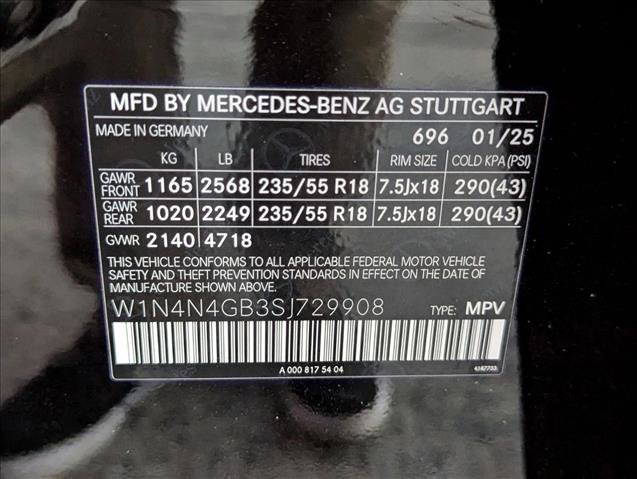 MFD BY MERCEDES-BENZ AG STUTTGART
MADE IN GERMANY 696 01/25
KG LB TIRES RIM SIZE COLD KPA(PSI)
GAWR FRONT 1165 2568 235/55 R18 7.5Jx18 290(43)
GAWR REAR 1020 2249 235/55 R18 7.5Jx18 290(43)
GVWR 2140 4718
THIS VEHICLE CONFORMS TO ALL APPLICABLE FEDERAL MOTOR VEHICLE
SAFETY AND THEFT PREVENTION STANDARDS IN EFFECT ON THE DATE OF
MANUFACTURE SHOWN ABOVE.
W1N4N4GB3SJ729908 TYPE: MPV
A 000 817 54 04